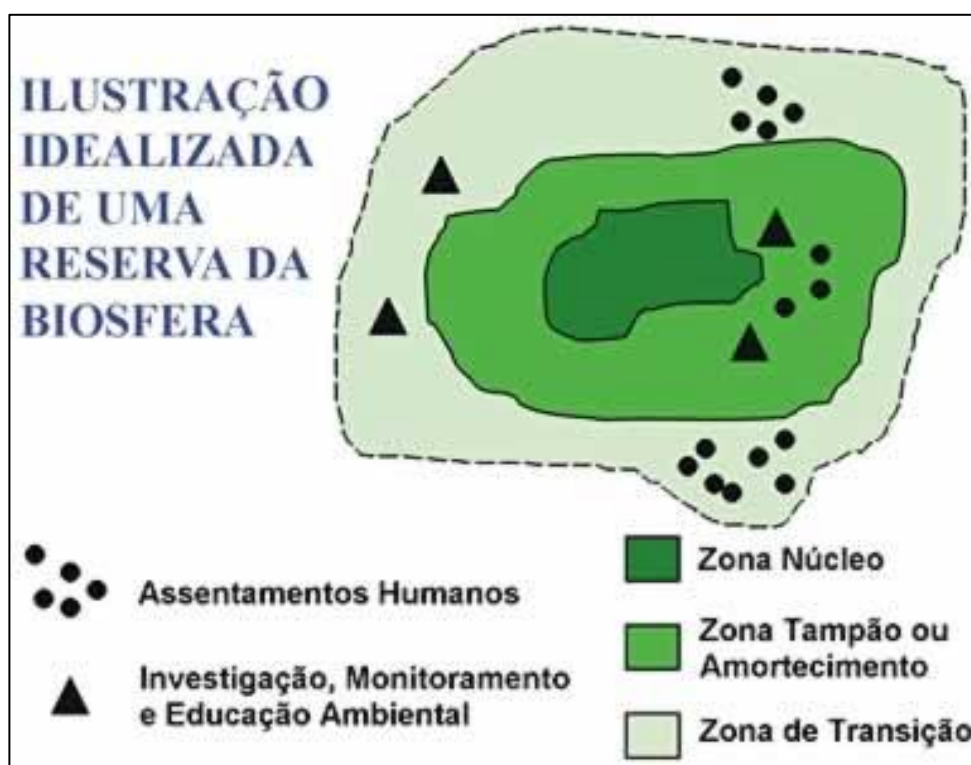 ILUSTRAÇÃO
IDEALIZADA
DE UMA
RESERVA DA
BIOSFERA
Assentamentos Humanos
Investigação, Monitoramento
e Educação Ambiental
Zona Núcleo
Zona Tampão ou
Amortecimento
Zona de Transição